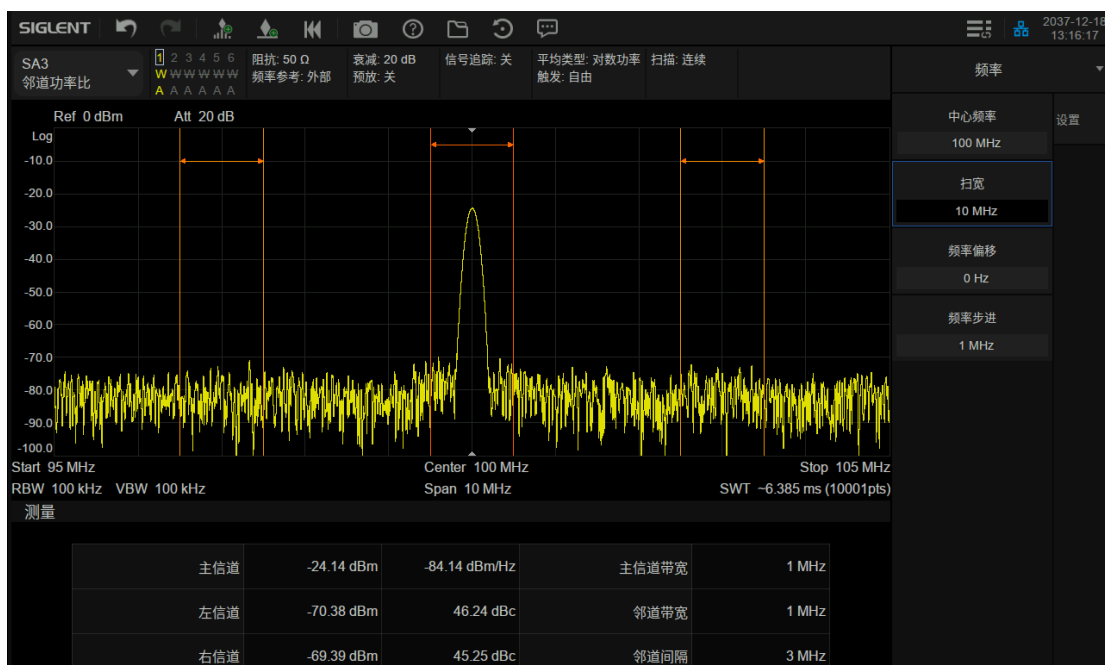 SIGLENT
2037-12-18
13:16:17
SA3
邻道功率比
1 2 3 4 5 6
W W W W W W
A A A A A A
阻抗: 50 Ω
频率参考: 外部
衰减: 20 dB
预放: 关
信号追踪: 关
平均类型: 对数功率
触发: 自由
扫描: 连续
频率
Ref 0 dBm Att 20 dB
Log
-10.0
-20.0
-30.0
-40.0
-50.0
-60.0
-70.0
-80.0
-90.0
-100.0
Start 95 MHz Center 100 MHz Stop 105 MHz
RBW 100 kHz VBW 100 kHz Span 10 MHz SWT ~6.385 ms (10001pts)
测量
主信道 -24.14 dBm -84.14 dBm/Hz 主信道带宽 1 MHz
左信道 -70.38 dBm 46.24 dBc 邻道带宽 1 MHz
右信道 -69.39 dBm 45.25 dBc 邻道间隔 3 MHz
中心频率
100 MHz
扫宽
10 MHz
频率偏移
0 Hz
频率步进
1 MHz
设置